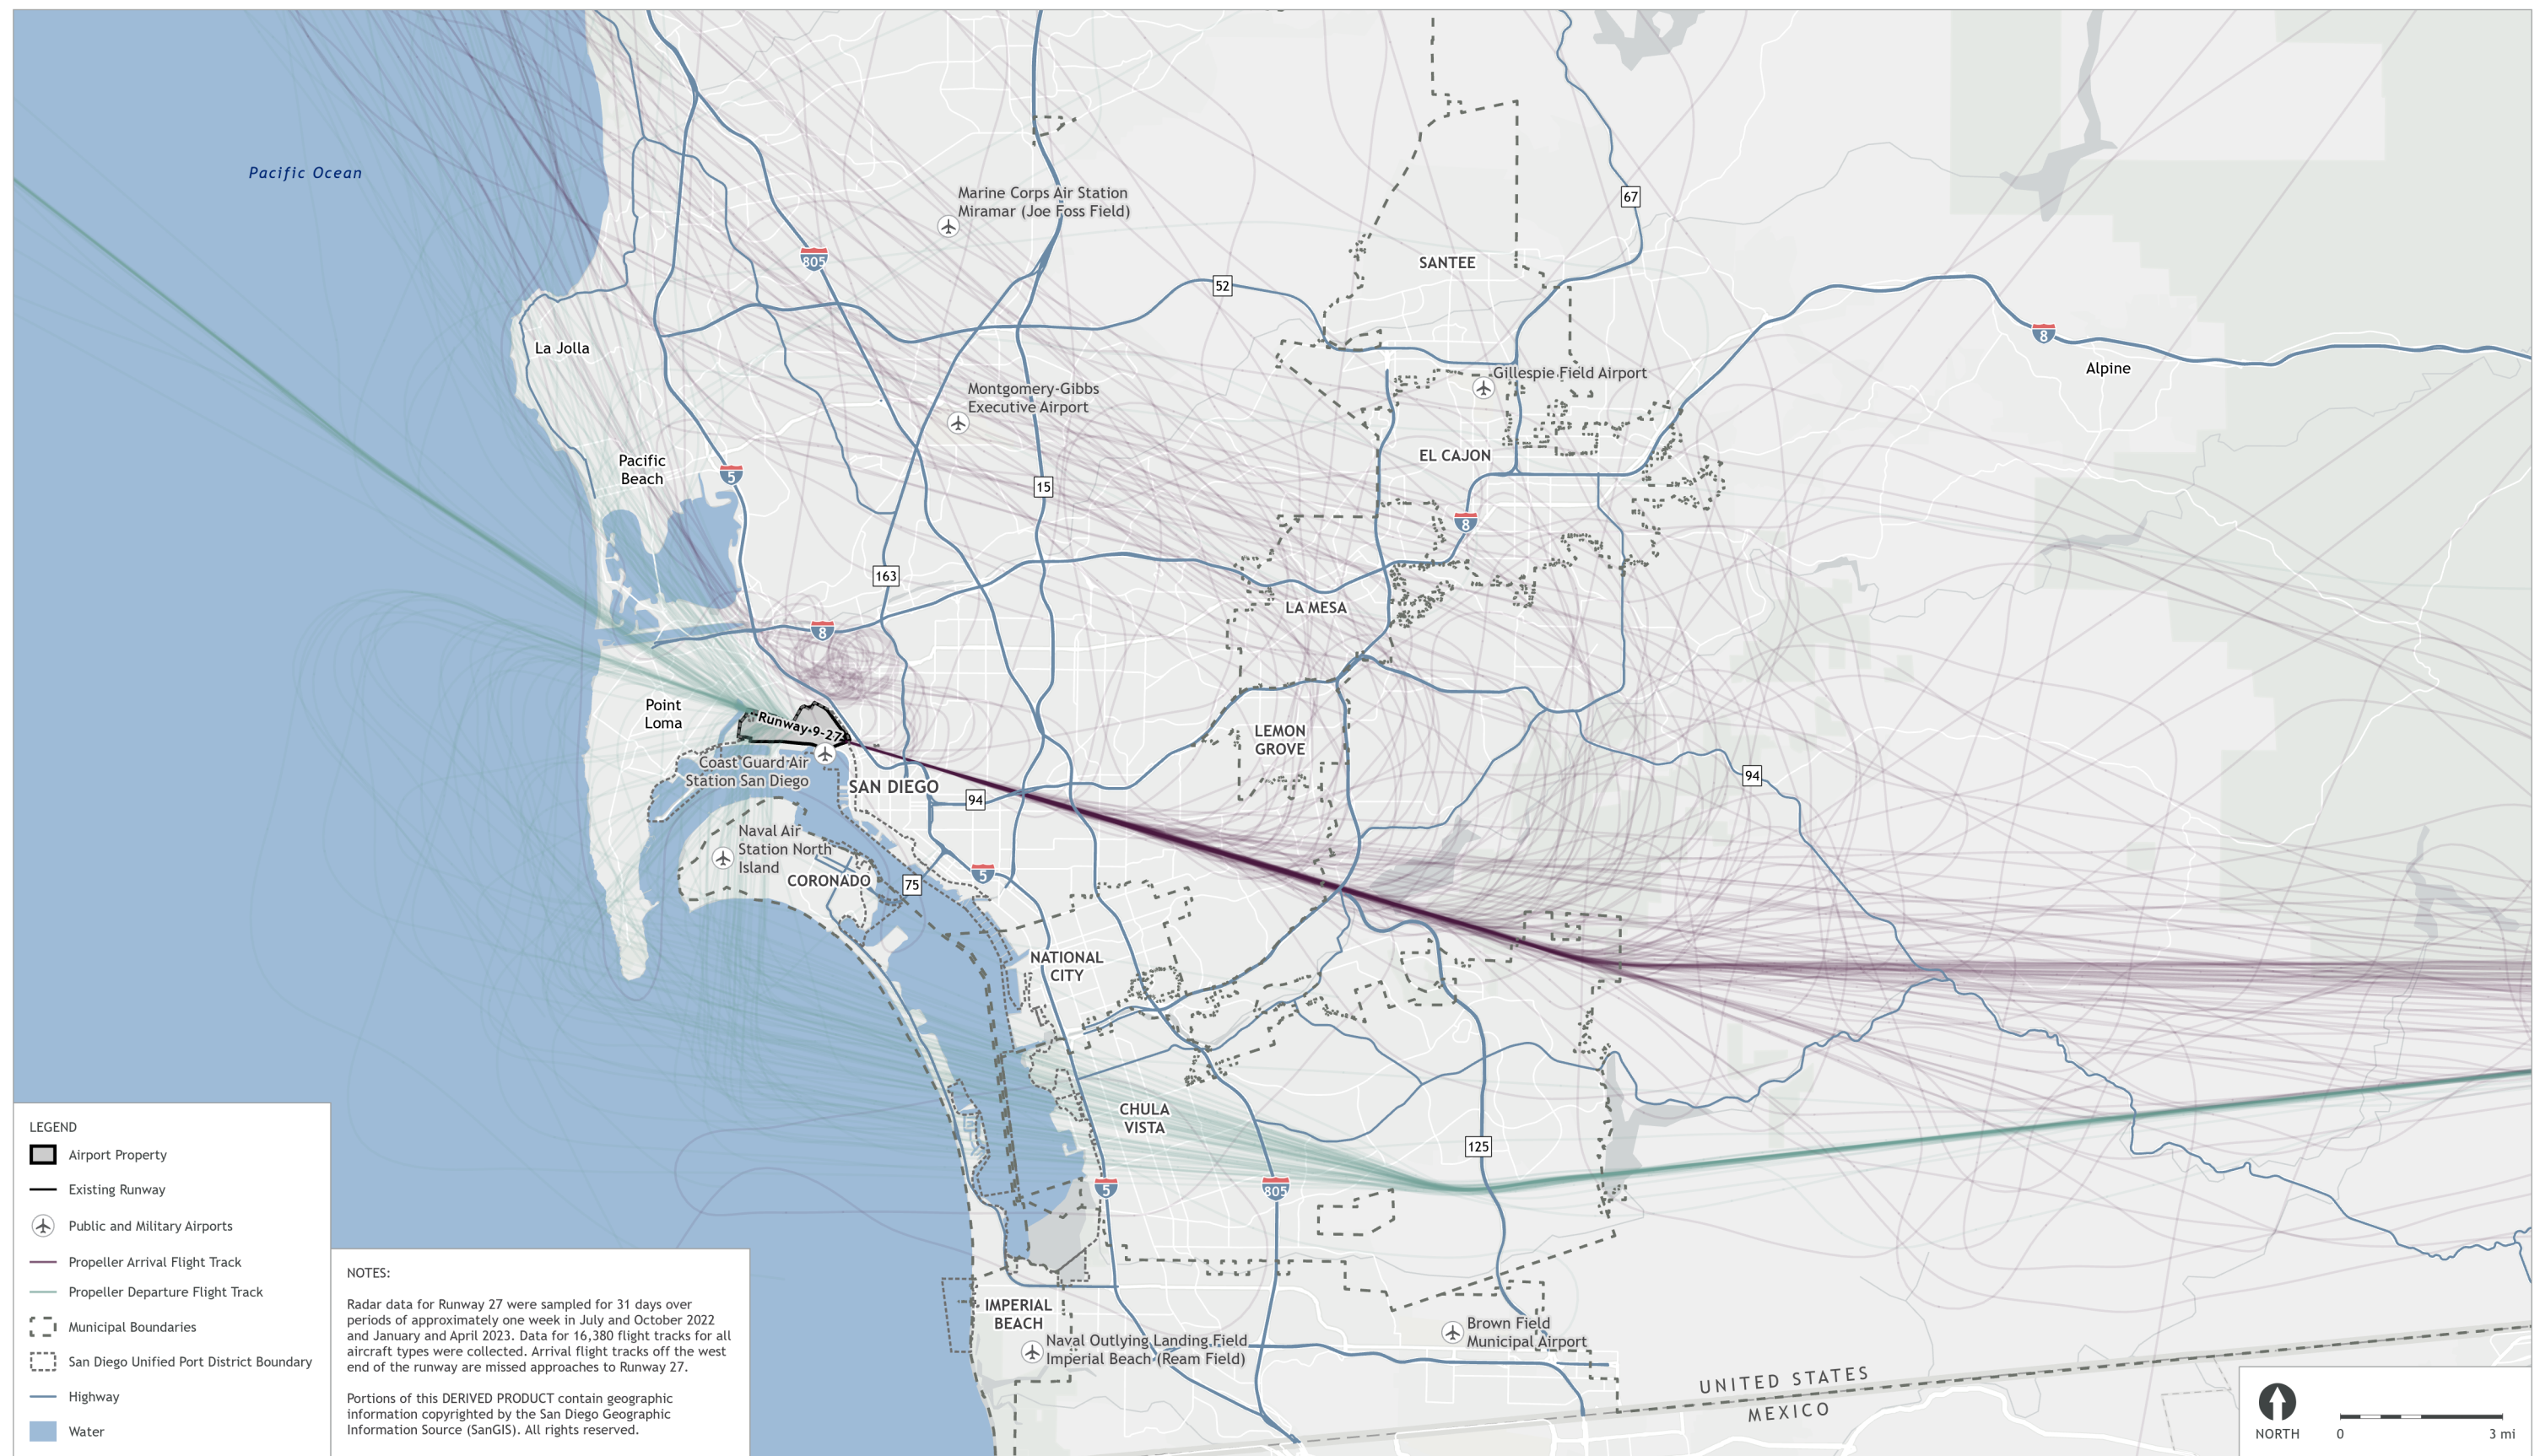 Pacific Ocean
Marine Corps Air Station
Miramar (Joe Foss Field)
67
805
SANTEE
52
8
La Jolla
Alpine
Gillespie Field Airport
Montgomery-Gibbs
Executive Airport
EL CAJON
Pacific
Beach
5
15
8
163
LA MESA
8
Point
Loma
Runway 9-27
LEMON
GROVE
Coast Guard Air
Station San Diego
94
SAN DIEGO
94
Naval Air
Station North
Island
CORONADO
75
5
NATIONAL
CITY
CHULA
VISTA
125
5
805
IMPERIAL
BEACH
Naval Outlying Landing Field
Imperial Beach (Ream Field)
Brown Field
Municipal Airport
UNITED STATES
MEXICO
LEGEND
Airport Property
Existing Runway
Public and Military Airports
Propeller Arrival Flight Track
Propeller Departure Flight Track
Municipal Boundaries
San Diego Unified Port District Boundary
Highway
Water
NOTES:
Radar data for Runway 27 were sampled for 31 days over
periods of approximately one week in July and October 2022
and January and April 2023. Data for 16,380 flight tracks for all
aircraft types were collected. Arrival flight tracks off the west
end of the runway are missed approaches to Runway 27.
Portions of this DERIVED PRODUCT contain geographic
information copyrighted by the San Diego Geographic
Information Source (SanGIS). All rights reserved.
NORTH
0
3 mi